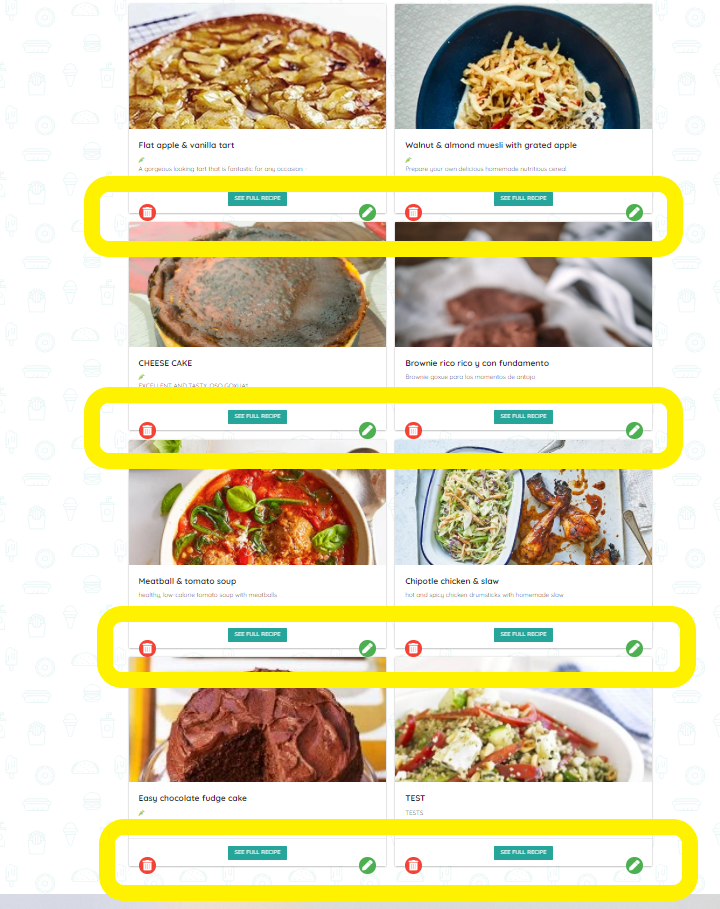 Flat apple & vanilla tart
A gorgeous looking tart that is fantastic for any occasion
SEE FULL RECIPE
Walnut & almond muesli with grated apple
Prepare your own delicious homemade nutritious cereal
SEE FULL RECIPE
CHEESE CAKE
EXCELLENT AND TASTY, OSO GOXUA!!
SEE FULL RECIPE
Brownie rico rico y con fundamento
Brownie goxue para los momentos de antojo
SEE FULL RECIPE
Meatball & tomato soup
healthy, low calorie tomato soup with meatballs
SEE FULL RECIPE
Chipotle chicken & slaw
hot and spicy chicken drumsticks with homemade slaw
SEE FULL RECIPE
Easy chocolate fudge cake
SEE FULL RECIPE
TEST
TESTS
SEE FULL RECIPE